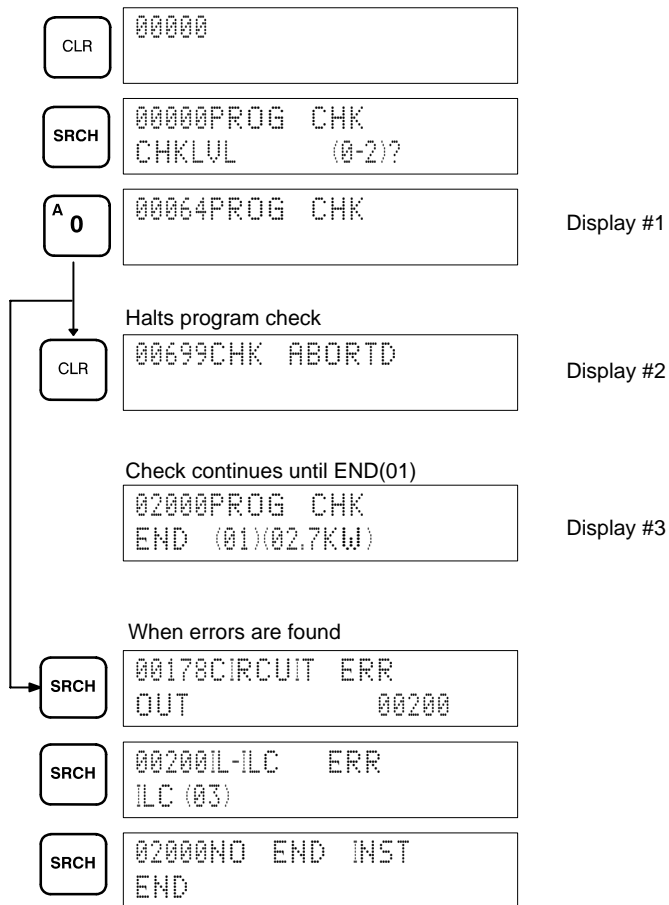 CLR
00000
SRCH
00000PROG CHK
CHKLVL (0-2)?
A
0
00064PROG CHK
Display #1
Halts program check
CLR
00699CHK ABORTD
Display #2
Check continues until END(01)
02000PROG CHK
END (01)(02.7KW)
Display #3
When errors are found
SRCH
00178CIRCUIT ERR
OUT 00200
SRCH
00200IL-ILC ERR
ILC (03)
SRCH
02000NO END INST
END